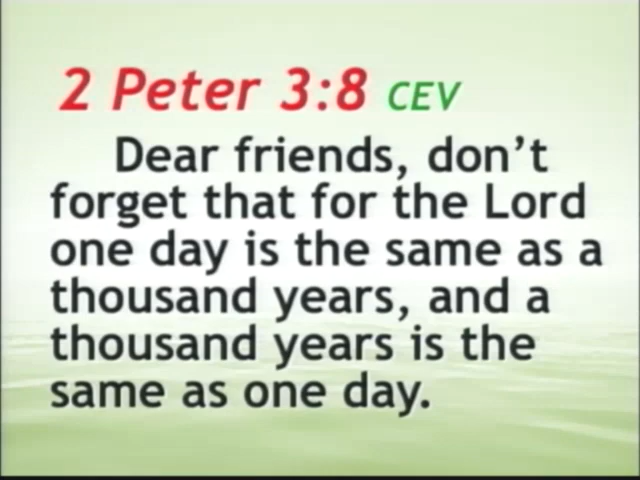 2 Peter 3:8 CEV
Dear friends, don’t
forget that for the Lord
one day is the same as a
thousand years, and a
thousand years is the
same as one day.